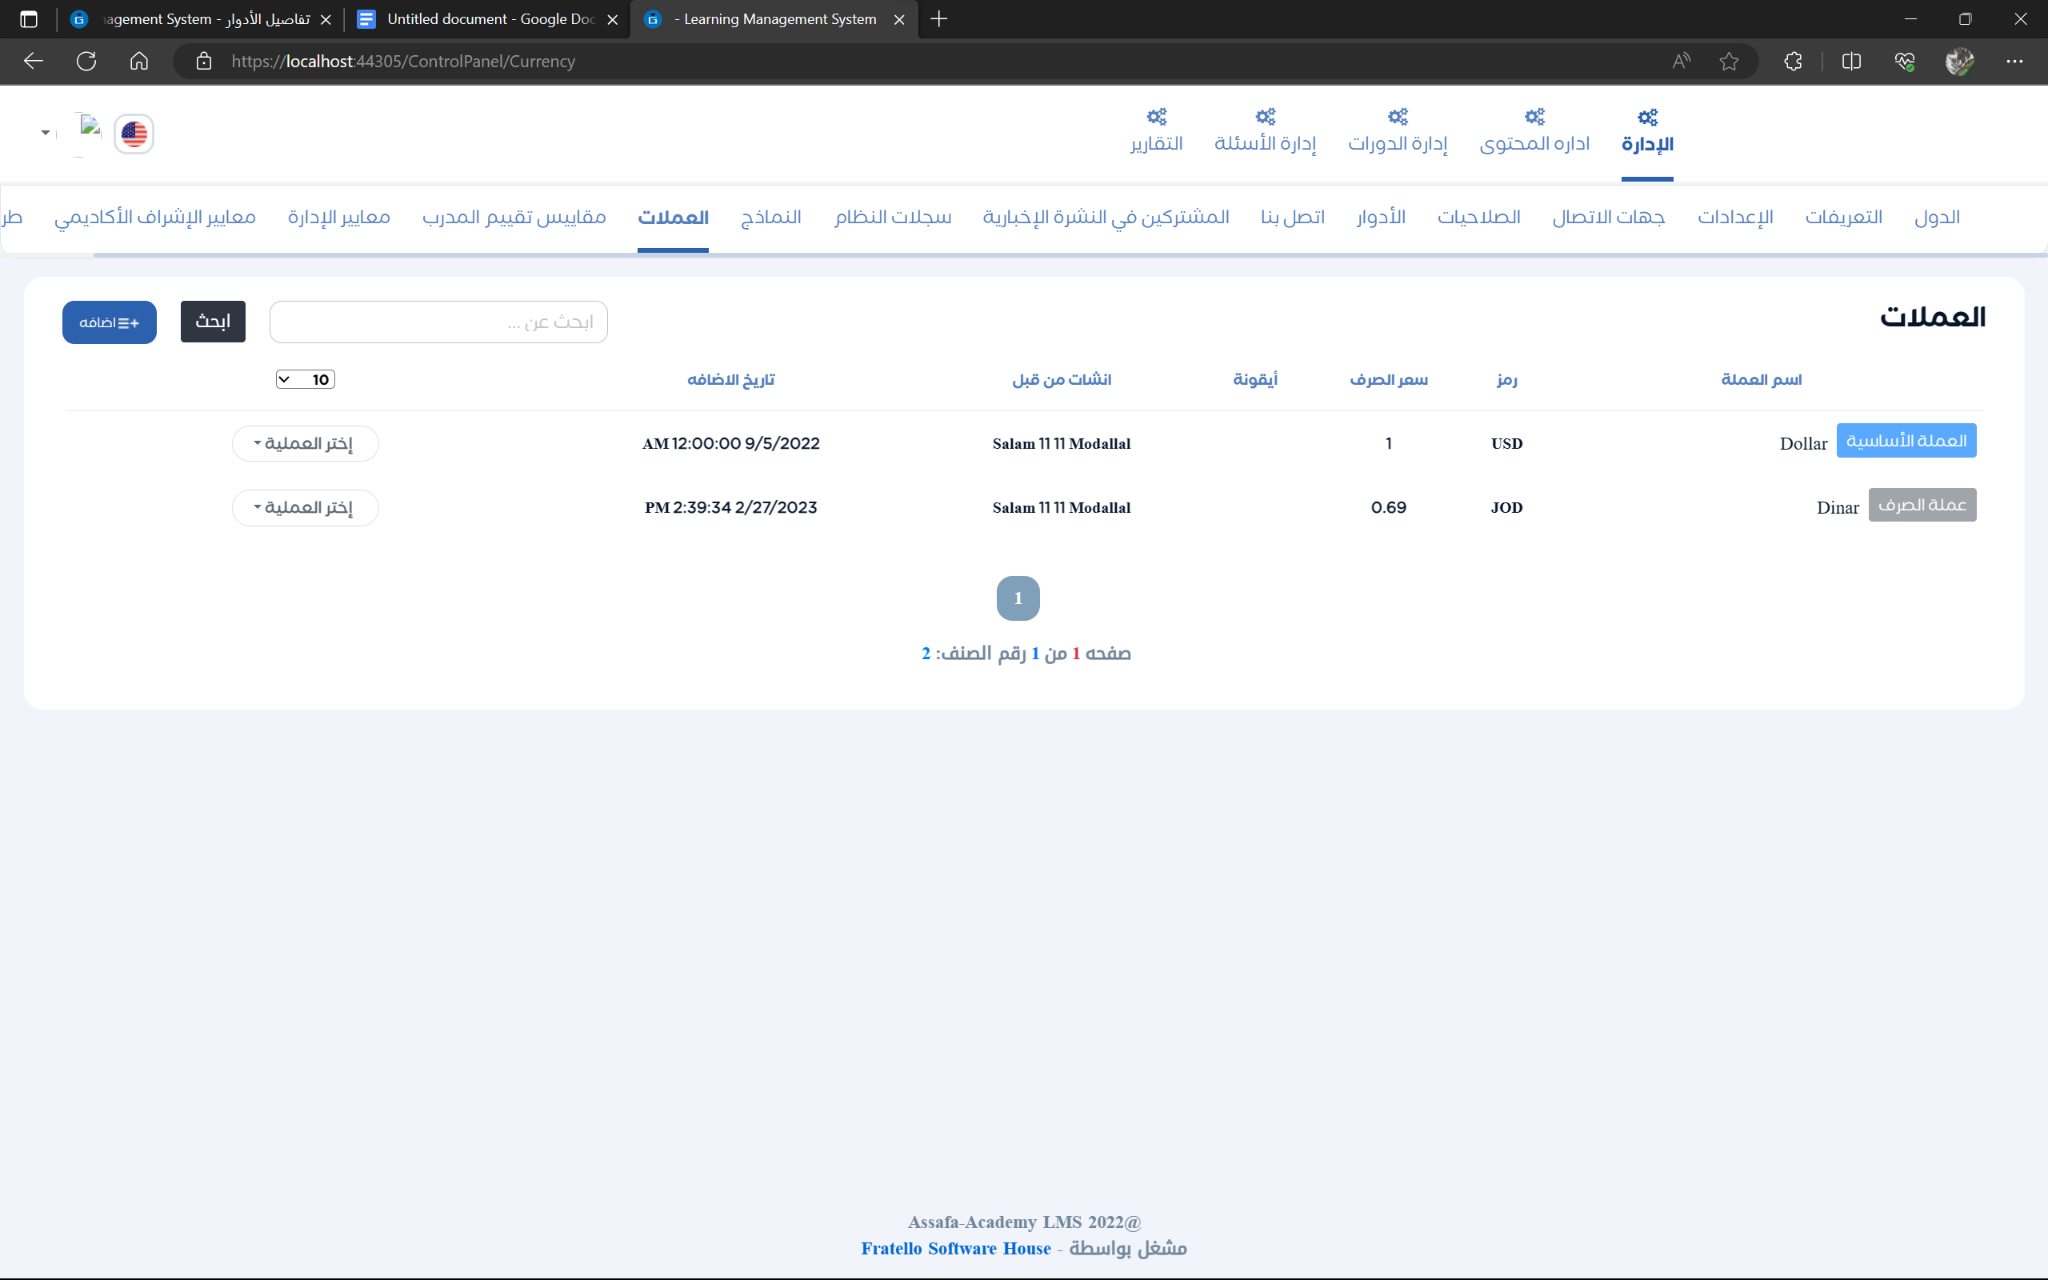 nagement System - تفاصيل الأدوار
Untitled document - Google Doc
- Learning Management System
https://localhost:44305/ControlPanel/Currency
الإدارة
اداره المحتوى
إدارة الدورات
إدارة الأسئلة
التقارير
الدول
التعريفات
الإعدادات
جهات الاتصال
الصلاحيات
الأدوار
اتصل بنا
المشتركين في النشرة الإخبارية
سجلات النظام
النماذج
العملات
مقاييس تقييم المدرب
معايير الإدارة
معايير الإشراف الأكاديمي
طر
العملات
ابحث عن ...
ابحث
اضافه
اسم العملة
رمز
سعر الصرف
أيقونة
انشات من قبل
تاريخ الاضافه
10
العملة الأساسية Dollar
USD
1
Salam 11 11 Modallal
AM 12:00:00 9/5/2022
إختر العملية
عملة الصرف Dinar
JOD
0.69
Salam 11 11 Modallal
PM 2:39:34 2/27/2023
إختر العملية
1
صفحه 1 من 1 رقم الصنف: 2
Assafa-Academy LMS 2022@
مشغل بواسطة - Fratello Software House